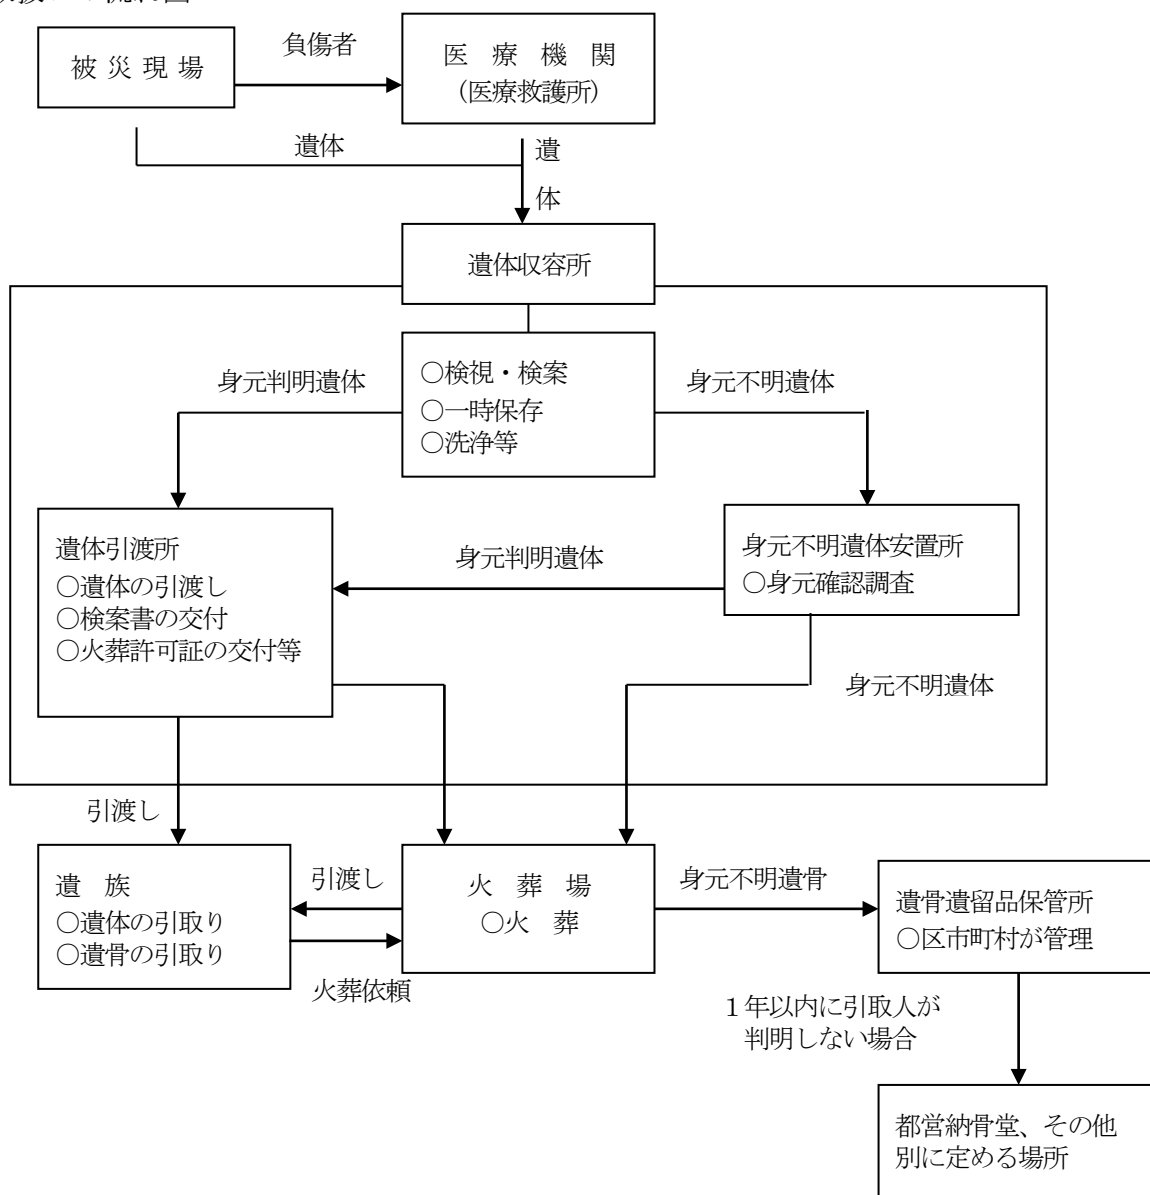 被 災 現 場
負傷者
医 療 機 関
（医療救護所）
遺体
遺
体
遺体収容所
○検視・検案
○一時保存
○洗浄等
身元判明遺体
身元不明遺体
遺体引渡所
○遺体の引渡し
○検案書の交付
○火葬許可証の交付等
身元判明遺体
身元不明遺体安置所
○身元確認調査
身元不明遺体
引渡し
遺 族
○遺体の引取り
○遺骨の引取り
引渡し
火葬依頼
火 葬 場
○火 葬
身元不明遺骨
遺骨遺留品保管所
○区市町村が管理
１年以内に引取人が
判明しない場合
都営納骨堂、その他
別に定める場所